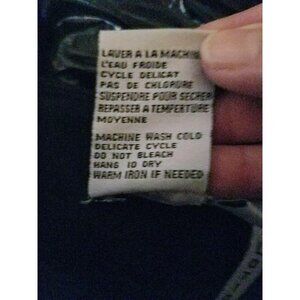 LAVER A LA MACHINE
L'EAU FROIDE
CYCLE DELICAT
PAS DE CHLORURE
SUSPENDRE POUR SECHER
REPASSER A TEMPERTURE
MOYENNE
MACHINE WASH COLD
DELICATE CYCLE
DO NOT BLEACH
HANG TO DRY
WARM IRON IF NEEDED